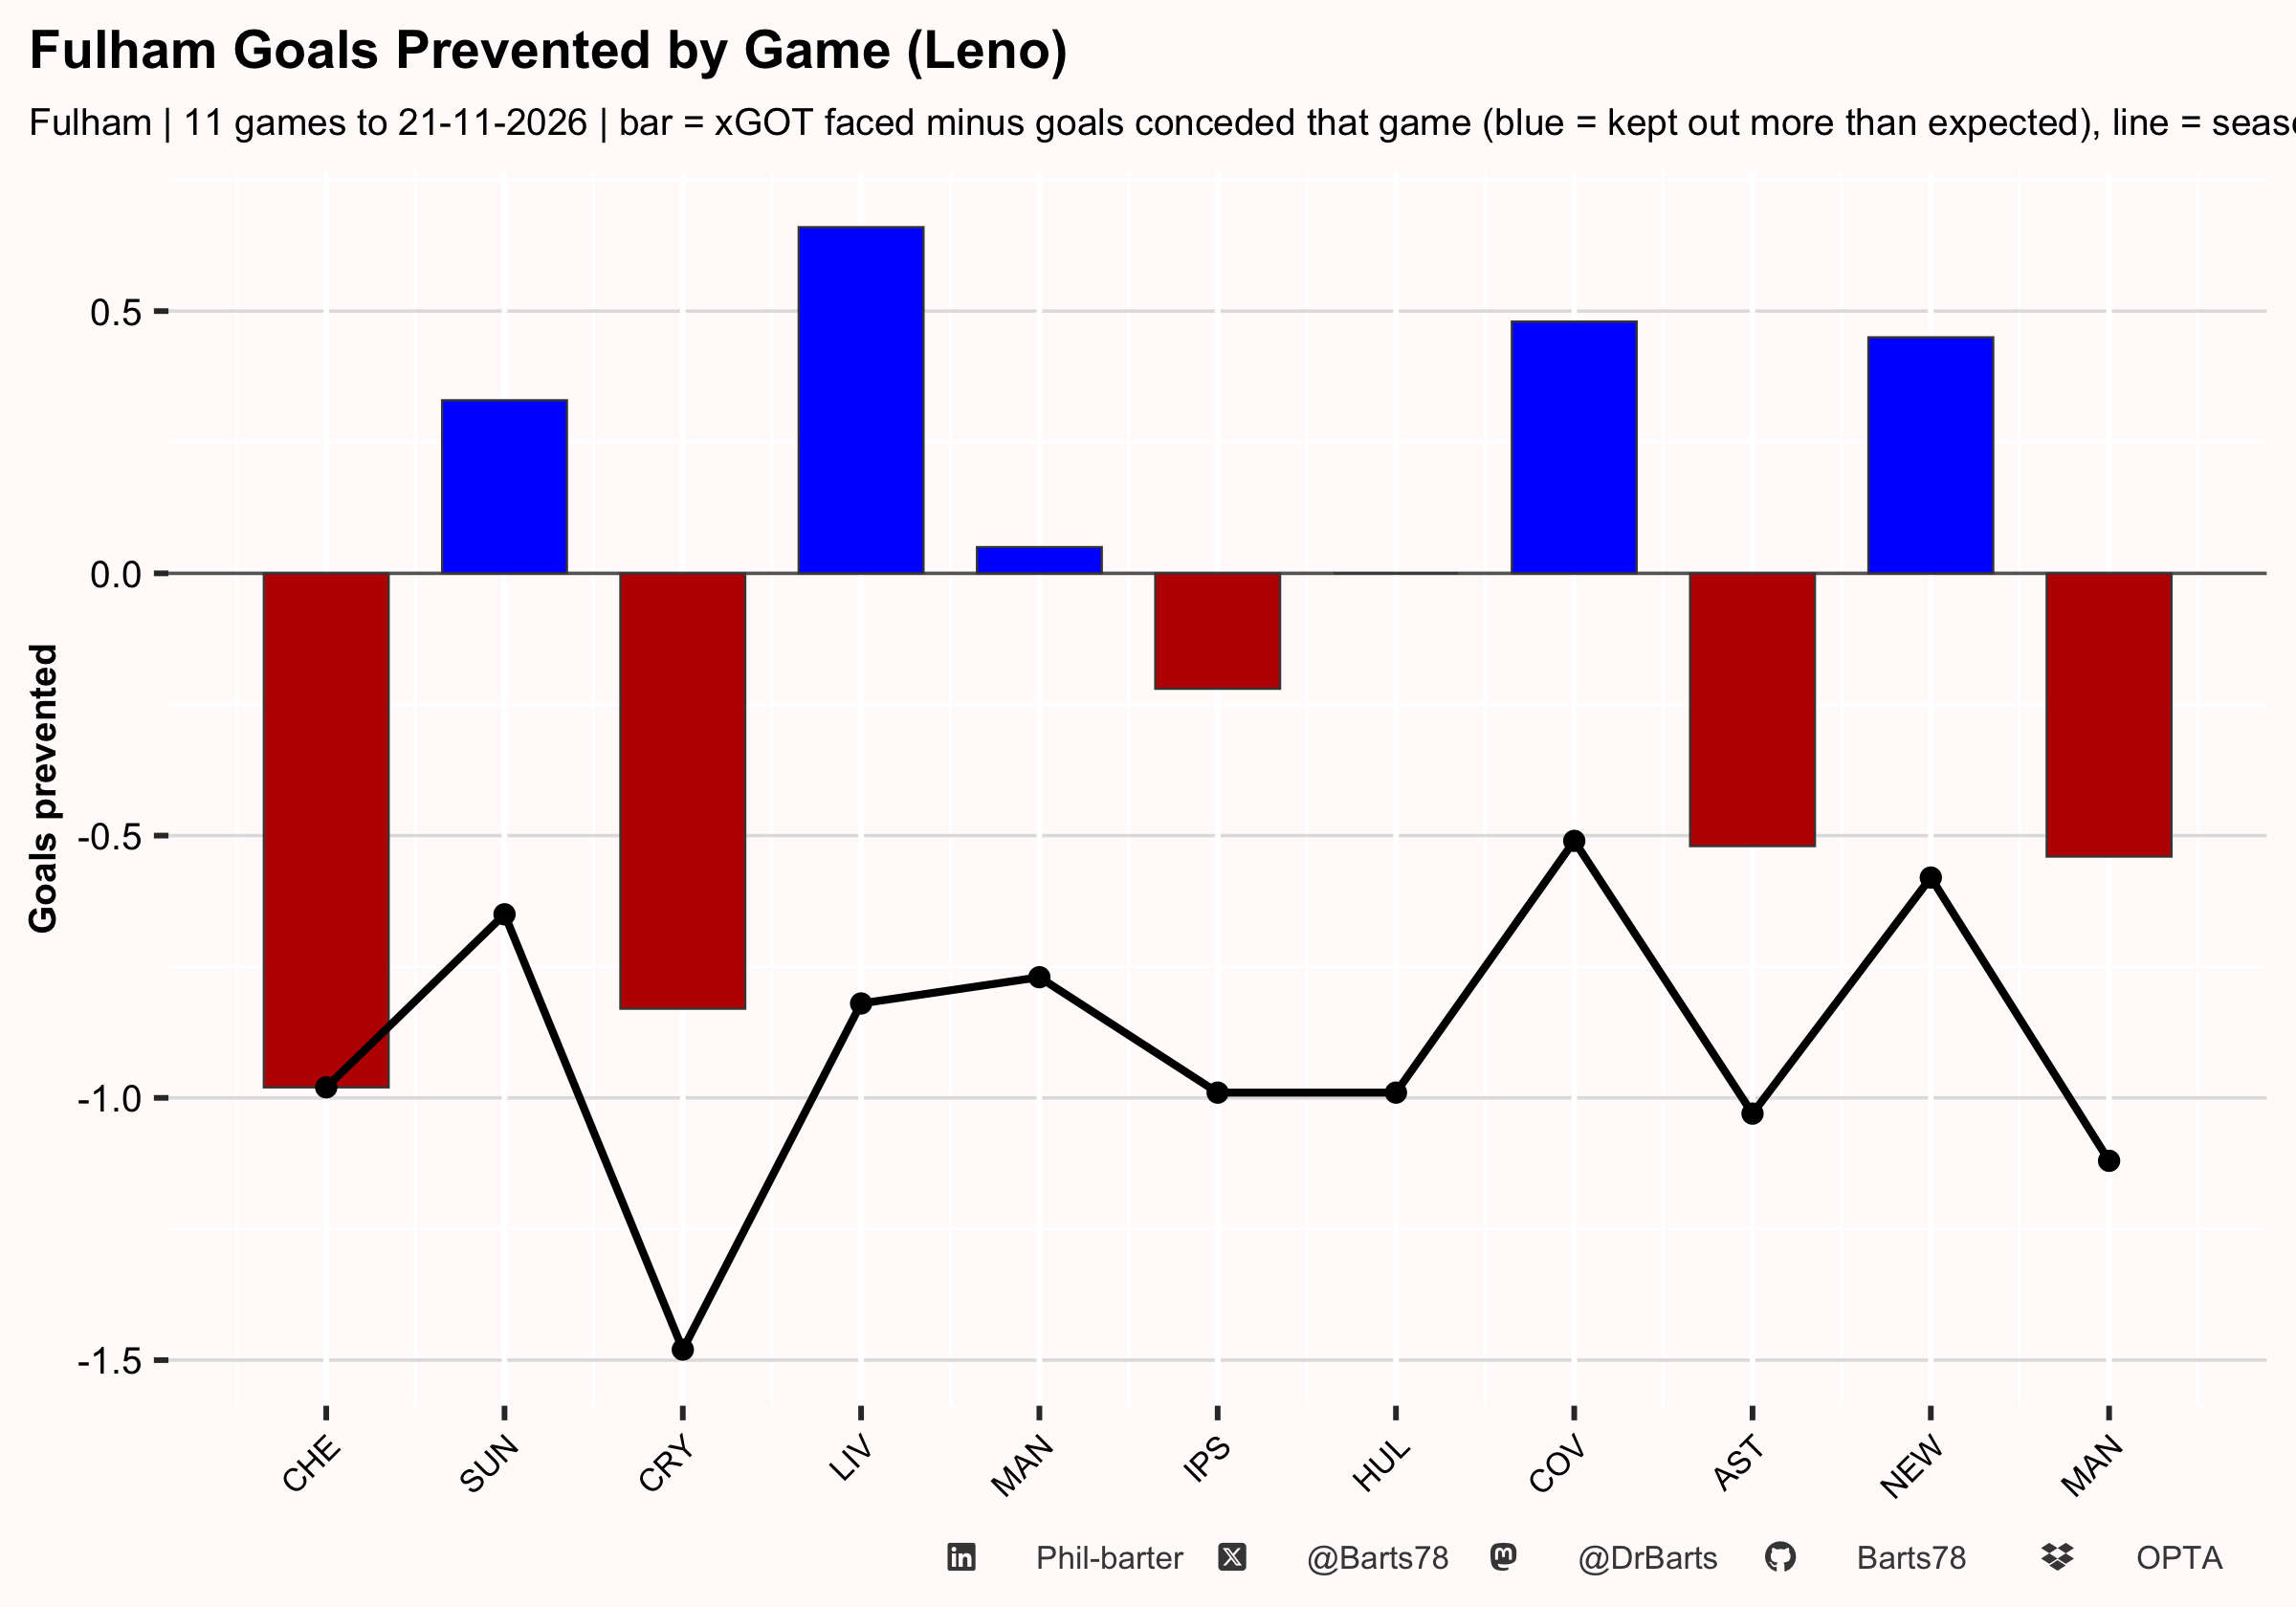 Fulham Goals Prevented by Game (Leno)
Fulham | 11 games to 21-11-2026 | bar = xGOT faced minus goals conceded that game (blue = kept out more than expected), line = seas
Goals prevented
0.5
0.0
-0.5
-1.0
-1.5
CHE
SUN
CRY
LIV
MAN
IPS
HUL
COV
AST
NEW
MAN
Phil-barter @Barts78 @DrBarts Barts78 OPTA